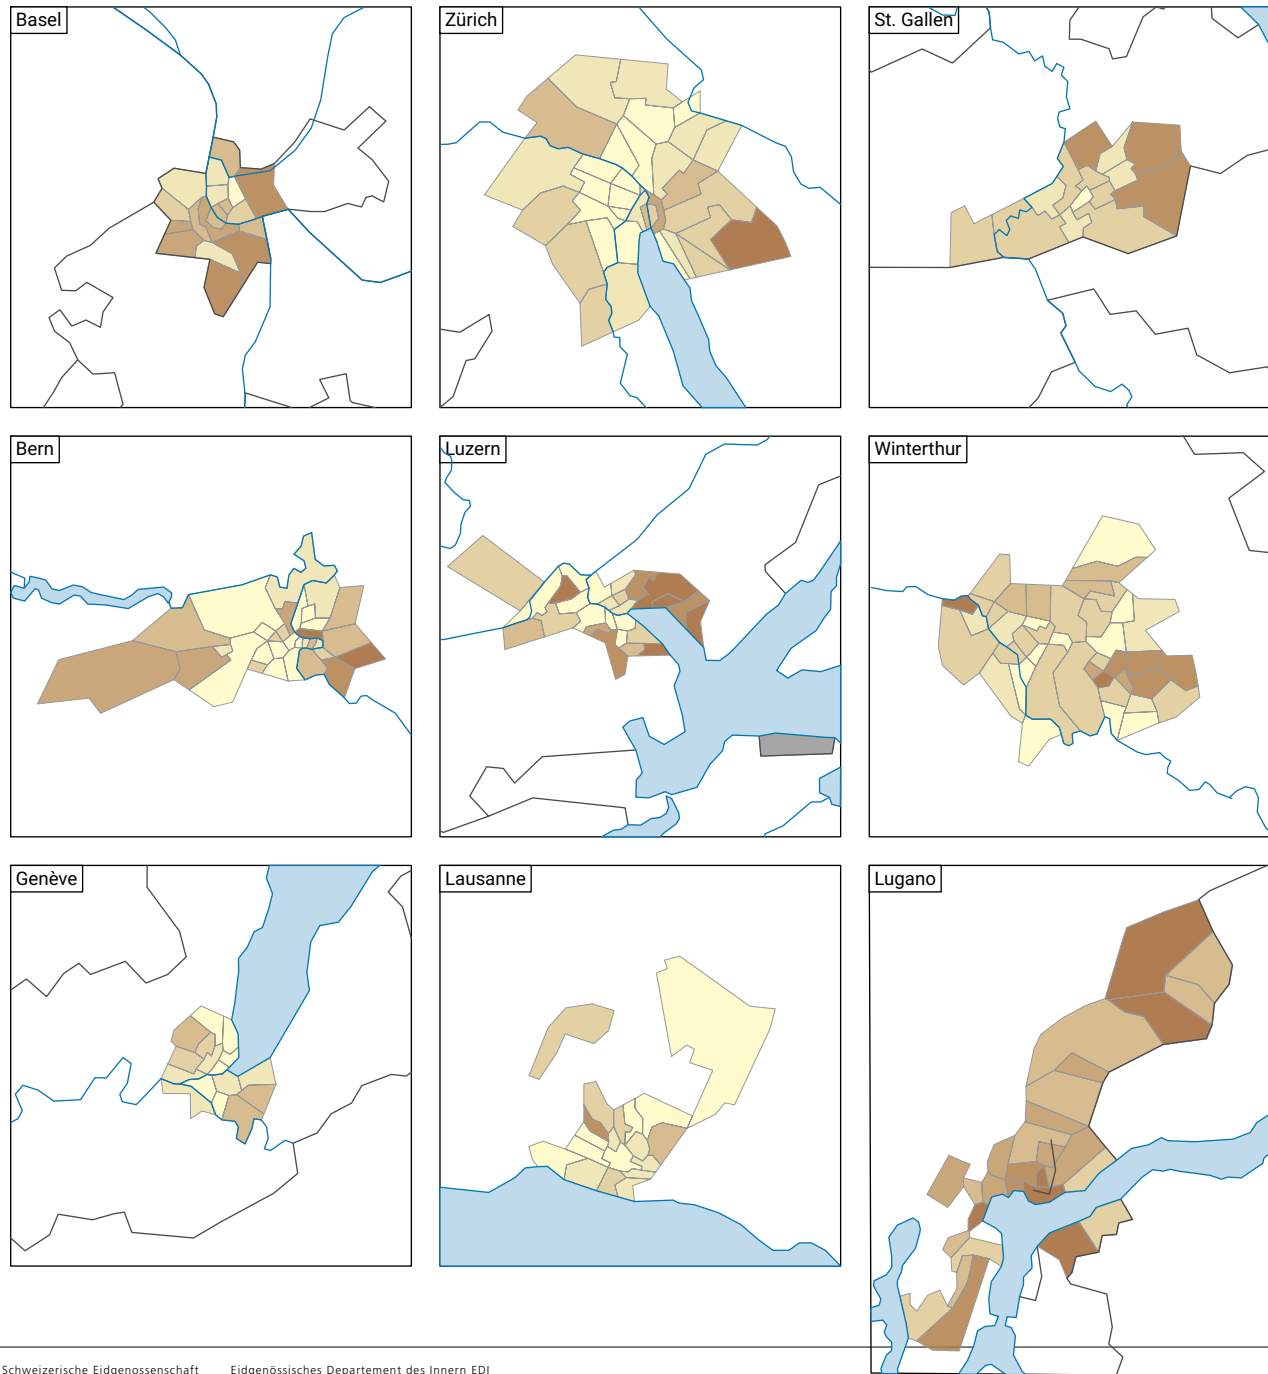 Basel
Zürich
St. Gallen
Bern
Luzern
Winterthur
Genève
Lausanne
Lugano
Schweizerische Eidgenossenschaft Eidgenössisches Departement des Innern EDI